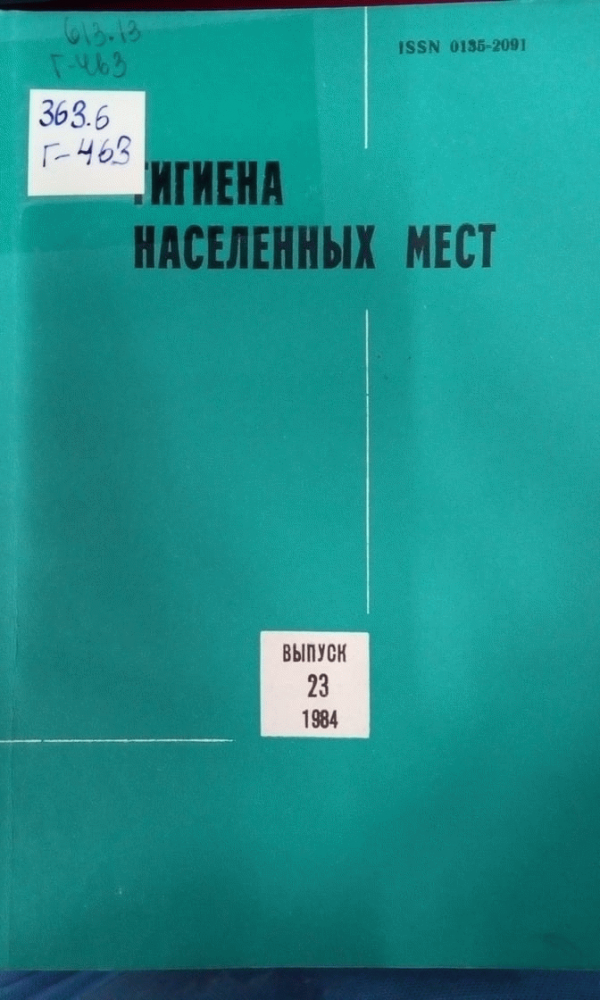 613.13
Г-463
ISSN 0135-2091
363.6
Г-463
ГИГИЕНА
НАСЕЛЕННЫХ МЕСТ
ВЫПУСК
23
1984